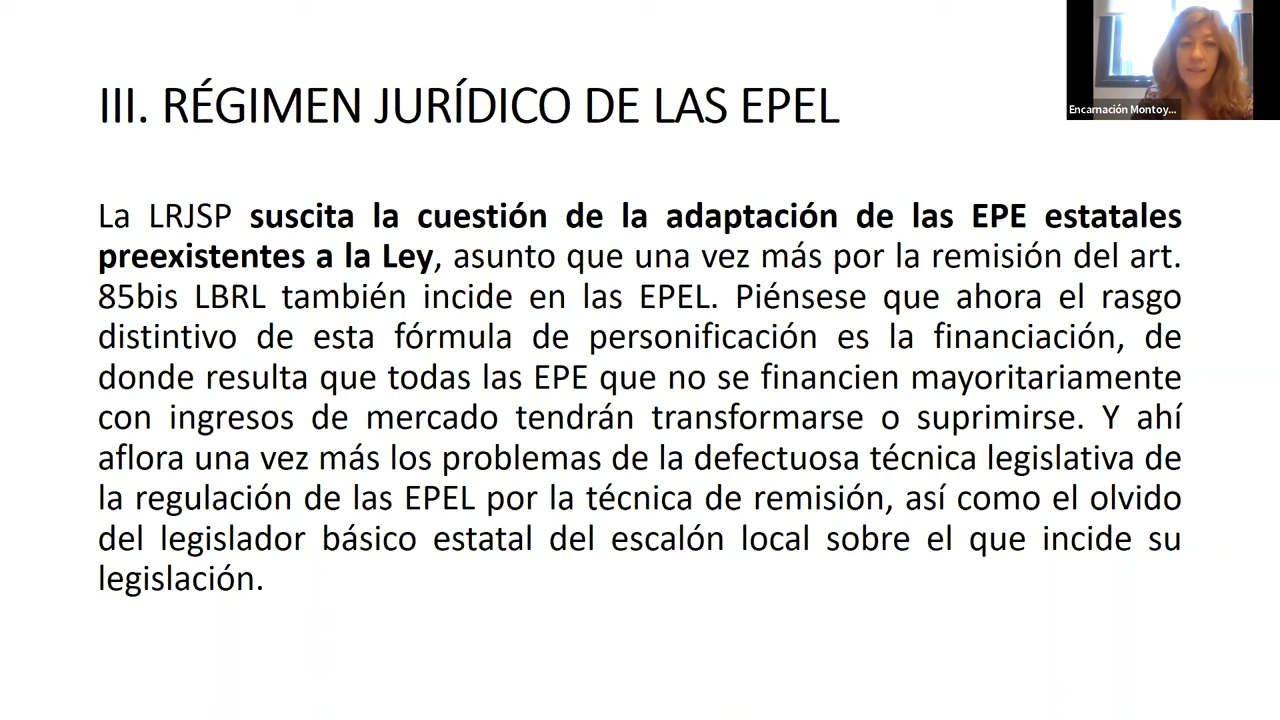 III. RÉGIMEN JURÍDICO DE LAS EPEL
Encarnación Montoy...
La LRJSP suscita la cuestión de la adaptación de las EPE estatales
preexistentes a la Ley, asunto que una vez más por la remisión del art.
85bis LBRL también incide en las EPEL. Piénsese que ahora el rasgo
distintivo de esta fórmula de personificación es la financiación, de
donde resulta que todas las EPE que no se financien mayoritariamente
con ingresos de mercado tendrán transformarse o suprimirse. Y ahí
aflora una vez más los problemas de la defectuosa técnica legislativa de
la regulación de las EPEL por la técnica de remisión, así como el olvido
del legislador básico estatal del escalón local sobre el que incide su
legislación.